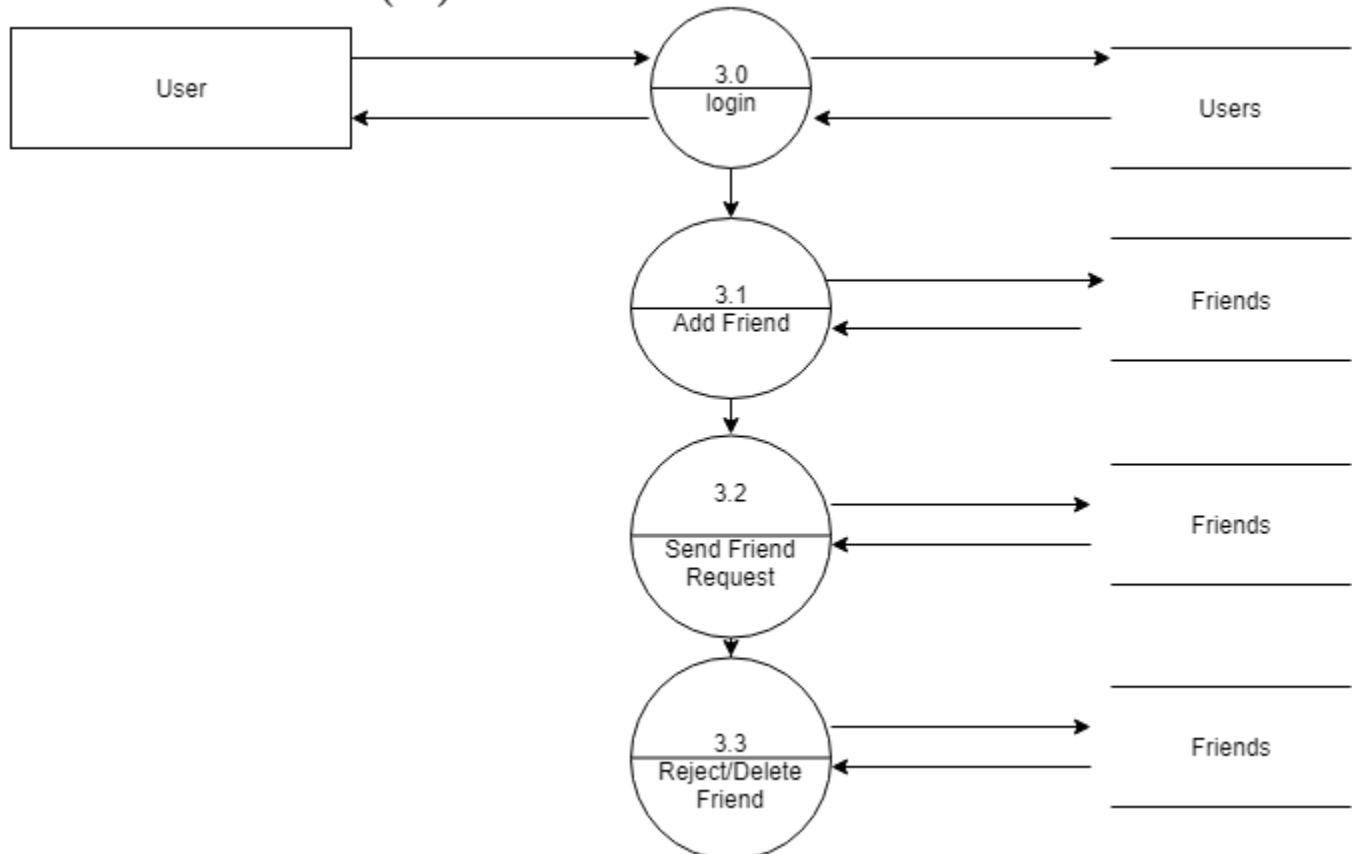 User
3.0
login
Users
3.1
Add Friend
Friends
3.2
Send Friend
Request
Friends
3.3
Reject/Delete
Friend
Friends